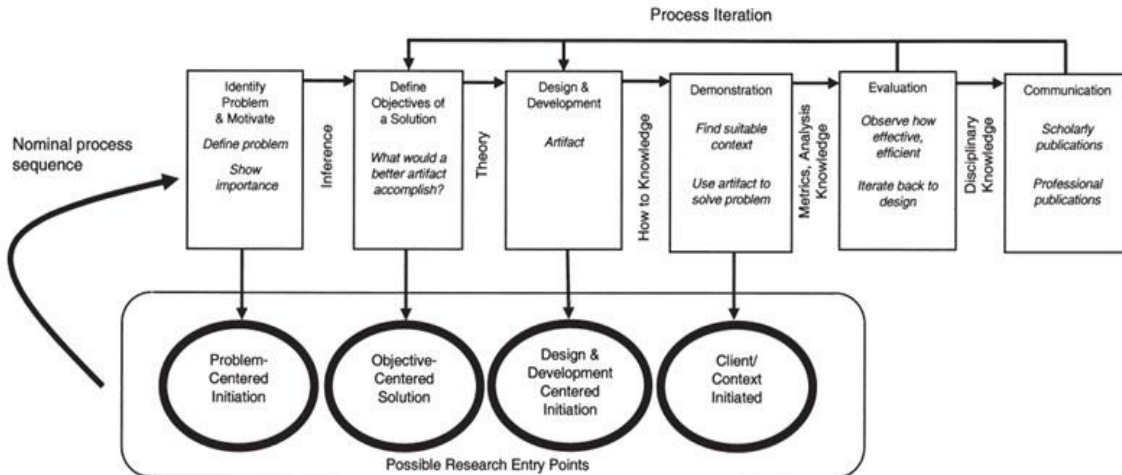 Process Iteration
Nominal process
sequence
Identify
Problem
& Motivate
Define problem
Show
importance
Inference
Define
Objectives of
a Solution
What would a
better artifact
accomplish?
Theory
Design &
Development
Artifact
How to Knowledge
Demonstration
Find suitable
context
Use artifact to
solve problem
Metrics, Analysis
Knowledge
Evaluation
Observe how
effective,
efficient
Iterate back to
design
Disciplinary
Knowledge
Communication
Scholarly
publications
Professional
publications
Problem-
Centered
Initiation
Objective-
Centered
Solution
Design &
Development
Centered
Initiation
Client/
Context
Initiated
Possible Research Entry Points